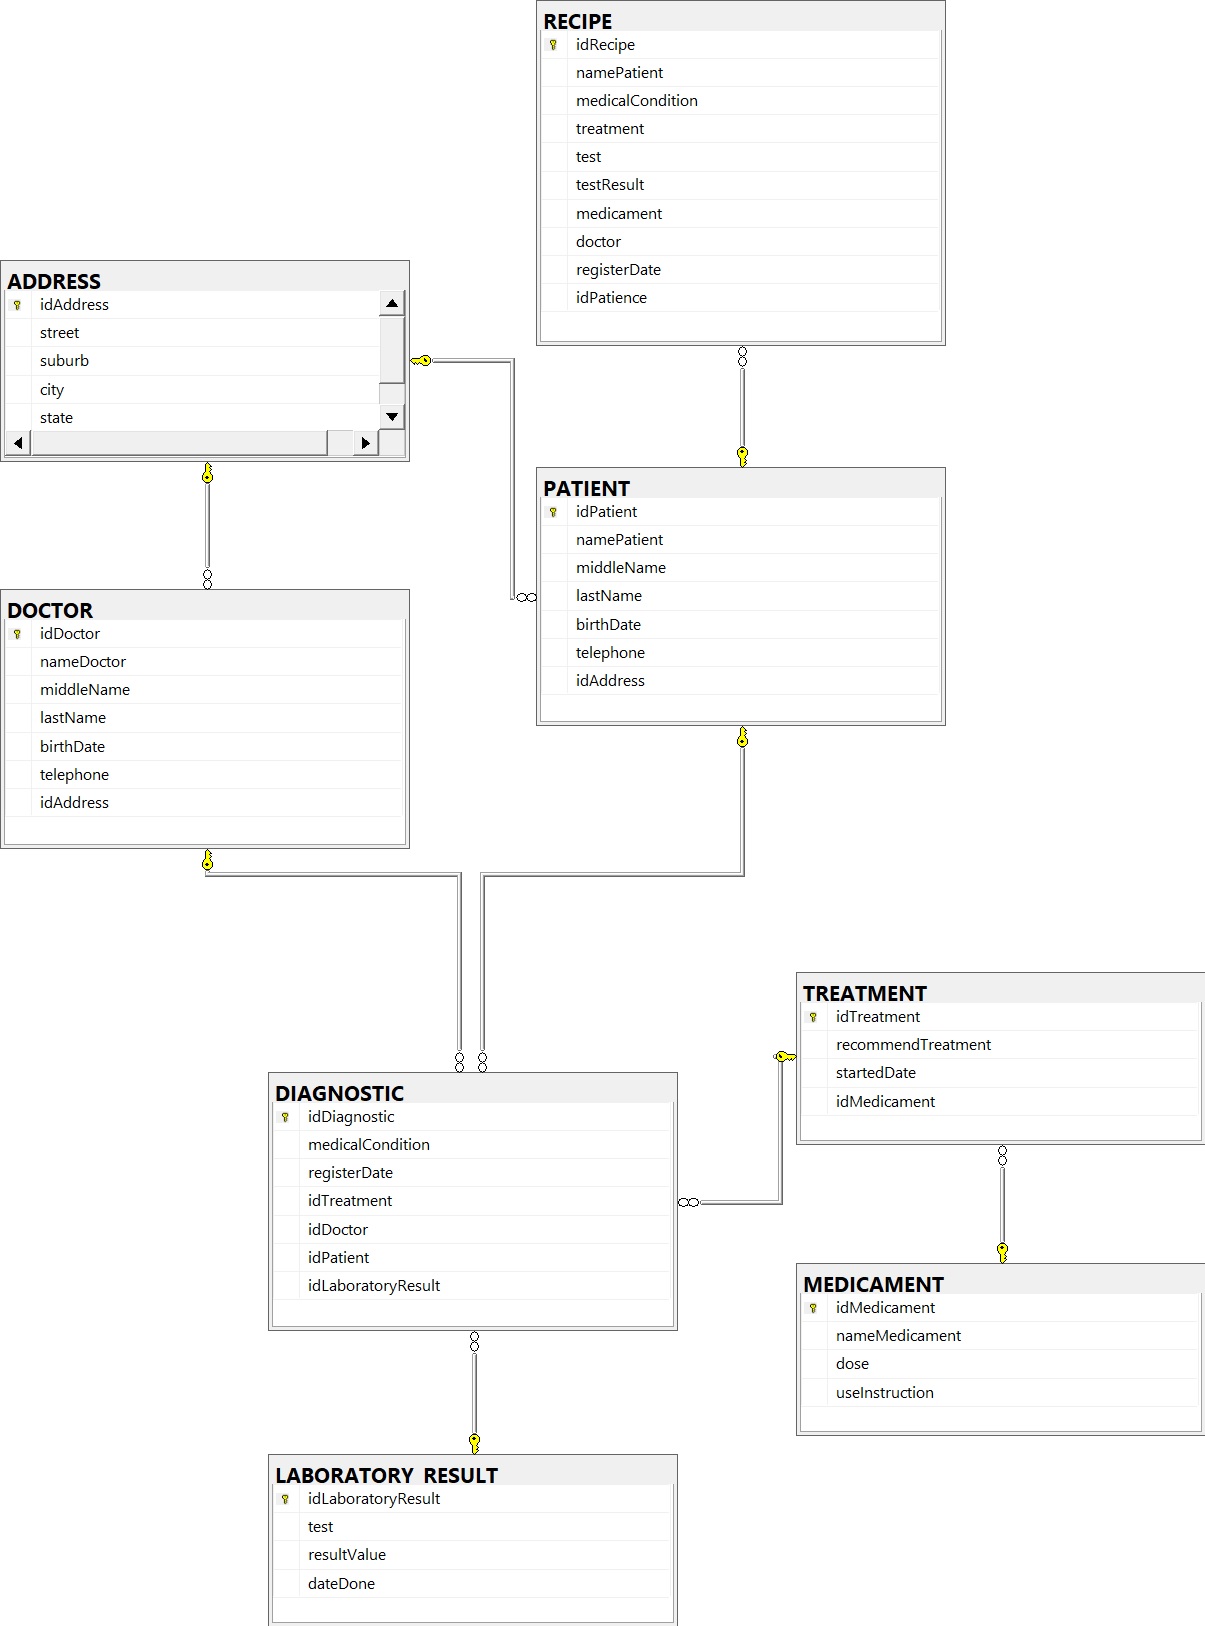 RECIPE
idRecipe
namePatient
medicalCondition
treatment
test
testResult
medicament
doctor
registerDate
idPatience
ADDRESS
idAddress
street
suburb
city
state
PATIENT
idPatient
namePatient
middleName
lastName
birthDate
telephone
idAddress
DOCTOR
idDoctor
nameDoctor
middleName
lastName
birthDate
telephone
idAddress
TREATMENT
idTreatment
recommendTreatment
startedDate
idMedicament
DIAGNOSTIC
idDiagnostic
medicalCondition
registerDate
idTreatment
idDoctor
idPatient
idLaboratoryResult
MEDICAMENT
idMedicament
nameMedicament
dose
useInstruction
LABORATORY_RESULT
idLaboratoryResult
test
resultValue
dateDone